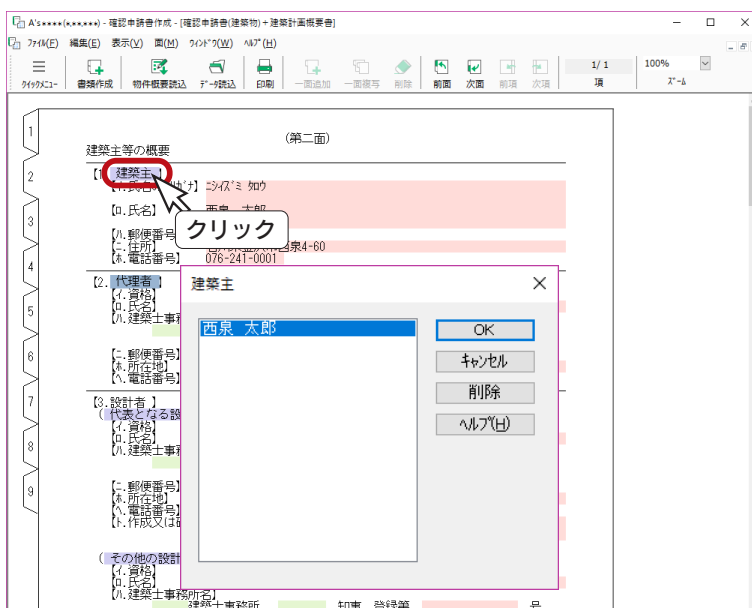 A's****(*,***,***) - 確認申請書作成 - [確認申請書(建築物)+建築計画概要書]
ﾌｧｲﾙ(F) 編集(E) 表示(V) 面(M) ｳｨﾝﾄﾞｳ(W) ﾍﾙﾌﾟ(H)
1/ 1 100%
ｸｲｯｸﾒﾆｭｰ 書類作成 物件概要読込 ﾃﾞｰﾀ読込 印刷 一面追加 一面複写 削除 前面 次面 前項 次項 項 ｽﾞｰﾑ
(第二面)
1
建築主等の概要
2
【1. 建築主 】
ﾆｼｲｽﾞﾐ ﾀﾛｳ
【ﾛ.氏名】
クリック
3
【ﾊ.郵便番号
【ﾆ.住所】 泉4-60
【ﾎ.電話番号】 076-241-0001
4
【2. 代理者 】
【ｲ.資格】
【ﾛ.氏名】
【ﾊ.建築士事務
5
6
【ﾆ.郵便番号】
【ﾎ.所在地】
【ﾍ.電話番号】
7
【3.設計者 】
(代表となる設
【ｲ.資格】
【ﾛ.氏名】
【ﾊ.建築士事務
8
9
【ﾆ.郵便番号】
【ﾎ.所在地】
【ﾍ.電話番号】
【ﾄ.作成又は確
( その他の設計
【ｲ.資格】
【ﾛ.氏名】
【ﾊ.建築士事務所名】
建築士事務所 知事 登録第 号
建築主
西泉 太郎
OK
ｷｬﾝｾﾙ
削除
ﾍﾙﾌﾟ(H)